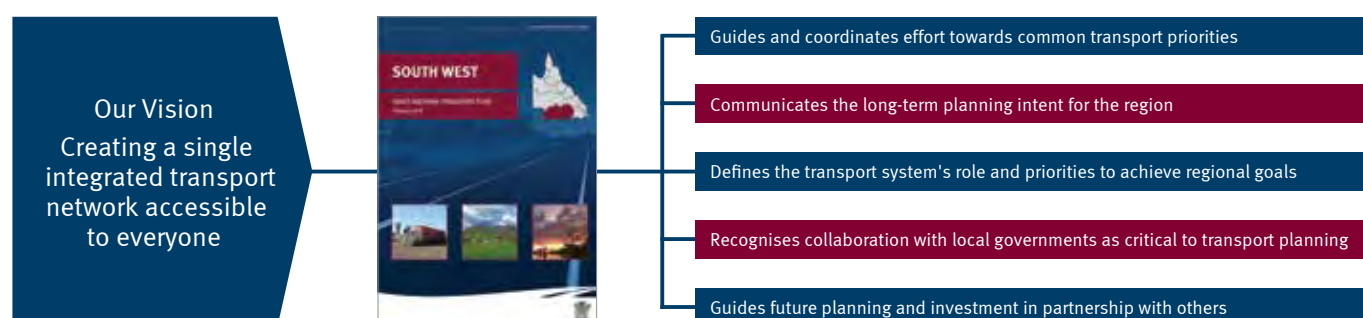 Our Vision
Creating a single
integrated transport
network accessible
to everyone
SOUTH WEST
Guides and coordinates effort towards common transport priorities
Communicates the long-term planning intent for the region
Defines the transport system's role and priorities to achieve regional goals
Recognises collaboration with local governments as critical to transport planning
Guides future planning and investment in partnership with others